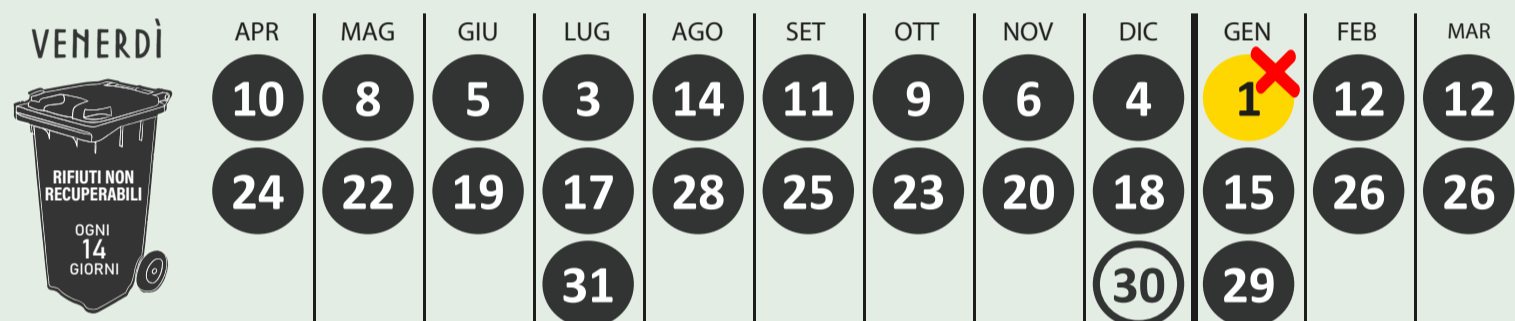 VENERDÌ
RIFIUTI NON
RECUPERABILI
OGNI
14
GIORNI
APR MAG GIU LUG AGO SET OTT NOV DIC GEN FEB MAR
10 8 5 3 14 11 9 6 4 1 12 12
24 22 19 17 28 25 23 20 18 15 26 26
31 30 29